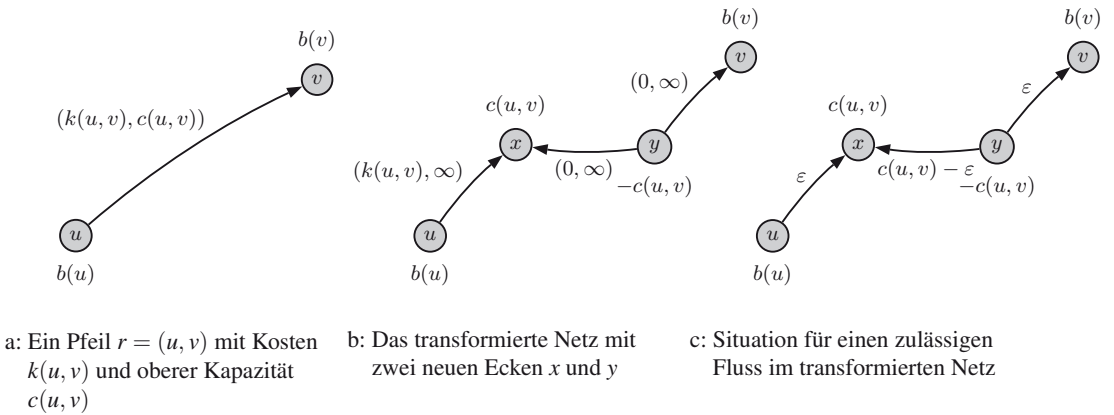 b(v)
v
(k(u, v), c(u, v))
u
b(u)
b(v)
v
(0, ∞)
c(u, v)
x
y
(k(u, v), ∞)
(0, ∞)
−c(u, v)
u
b(u)
b(v)
v
ε
c(u, v)
x
y
ε
c(u, v) − ε
−c(u, v)
u
b(u)
a: Ein Pfeil r = (u, v) mit Kosten
k(u, v) und oberer Kapazität
c(u, v)
b: Das transformierte Netz mit
zwei neuen Ecken x und y
c: Situation für einen zulässigen
Fluss im transformierten Netz